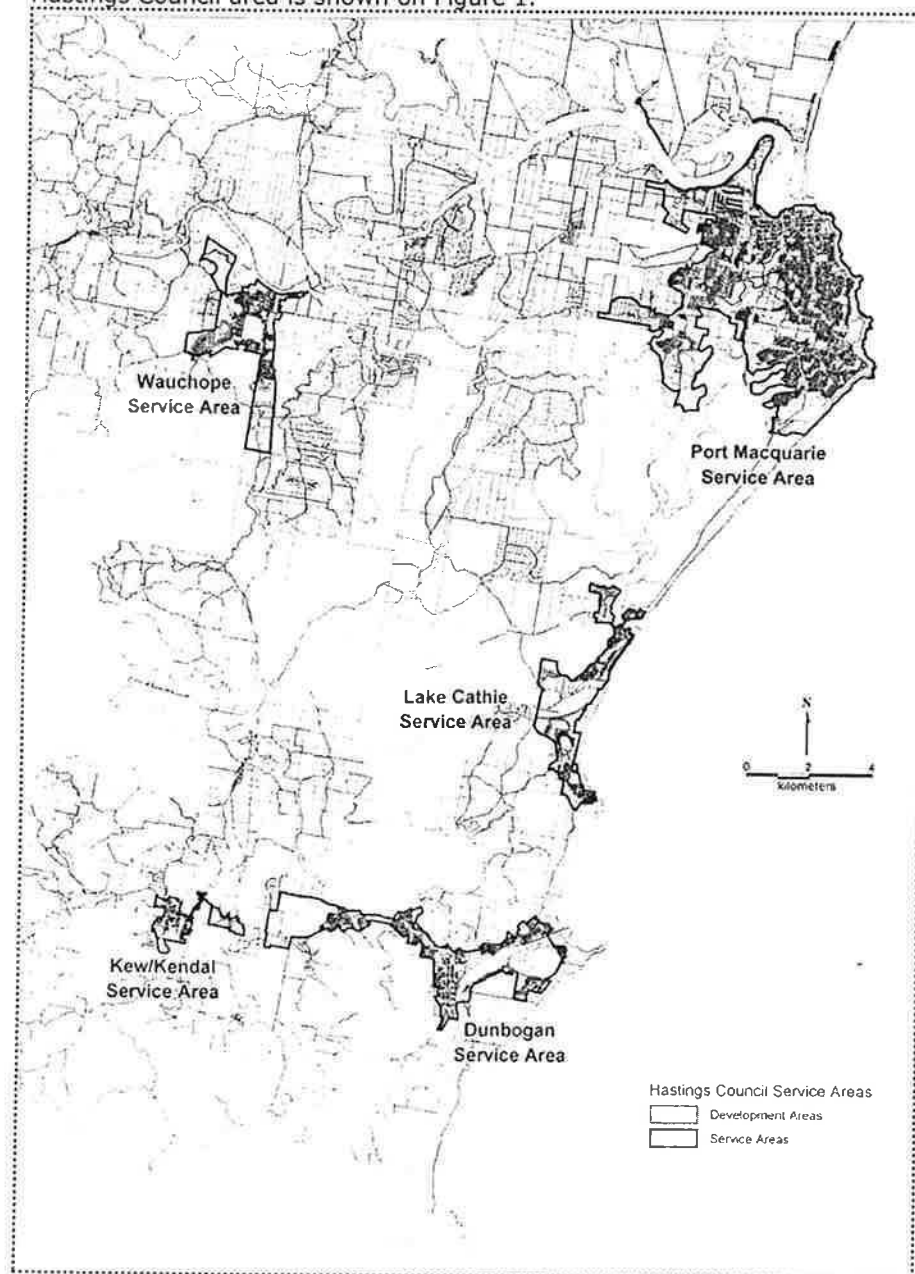 Hastings Council area is shown on Figure 1.
Wauchope
Service Area
Port Macquarie
Service Area
Lake Cathie
Service Area
N
0 2 4
kilometers
Kew/Kendal
Service Area
Dunbogan
Service Area
Hastings Council Service Areas
Development Areas
Service Areas